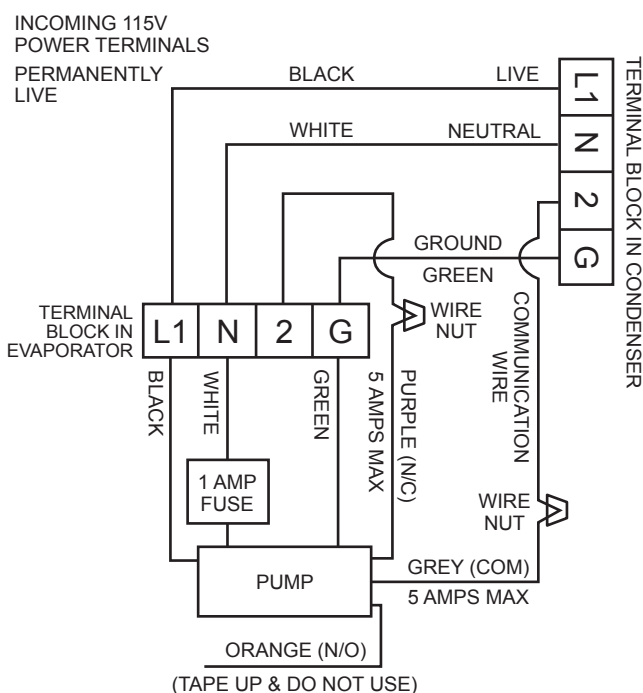 INCOMING 115V
POWER TERMINALS
PERMANENTLY
LIVE
BLACK
LIVE
WHITE
NEUTRAL
L1
N
2
G
TERMINAL BLOCK IN CONDENSER
GROUND
GREEN
TERMINAL
BLOCK IN
EVAPORATOR
L1
N
2
G
WIRE
NUT
BLACK
WHITE
GREEN
PURPLE (N/C)
5 AMPS MAX
COMMUNICATION
WIRE
1 AMP
FUSE
WIRE
NUT
PUMP
GREY (COM)
5 AMPS MAX
ORANGE (N/O)
(TAPE UP & DO NOT USE)